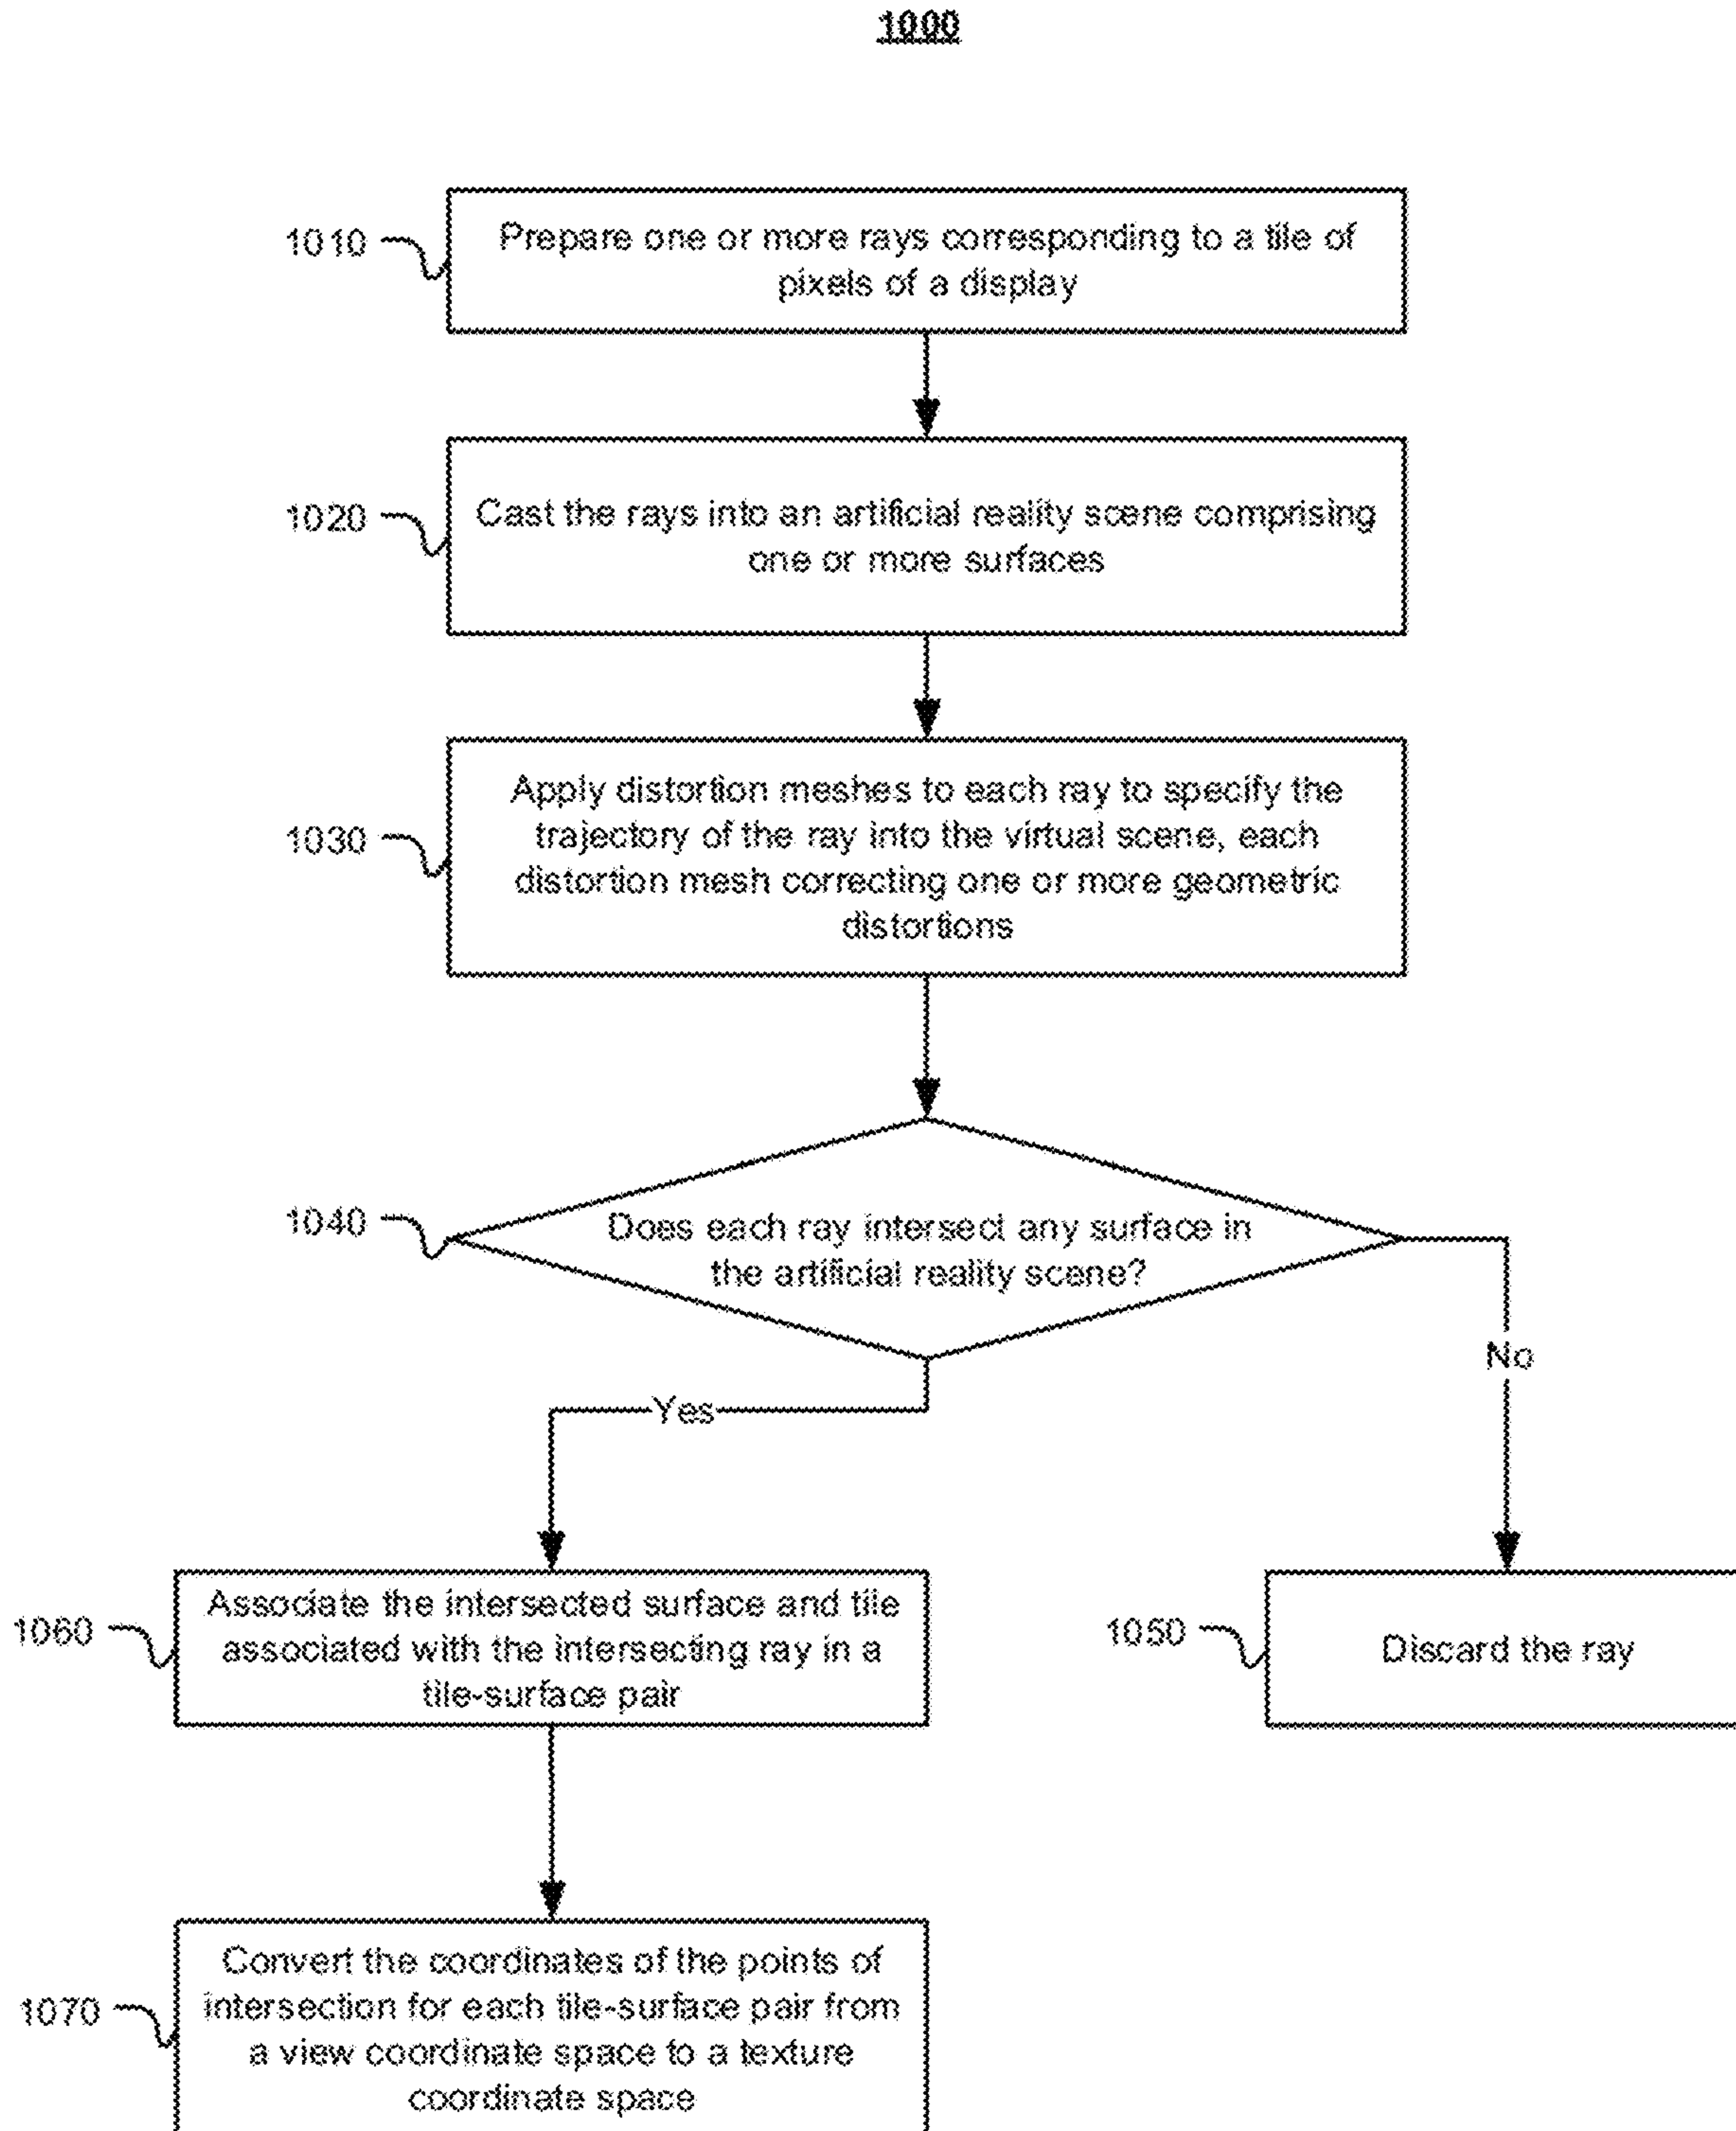 1000
1010
Prepare one or more rays corresponding to a tile of
pixels of a display
1020
Cast the rays into an artificial reality scene comprising
one or more surfaces
1030
Apply distortion meshes to each ray to specify the
trajectory of the ray into the virtual scene, each
distortion mesh correcting one or more geometric
distortions
1040
Does each ray intersect any surface in
the artificial reality scene?
No
Yes
1060
Associate the intersected surface and tile
associated with the intersecting ray in a
tile-surface pair
1050
Discard the ray
1070
Convert the coordinates of the points of
intersection for each tile-surface pair from
a view coordinate space to a texture
coordinate space